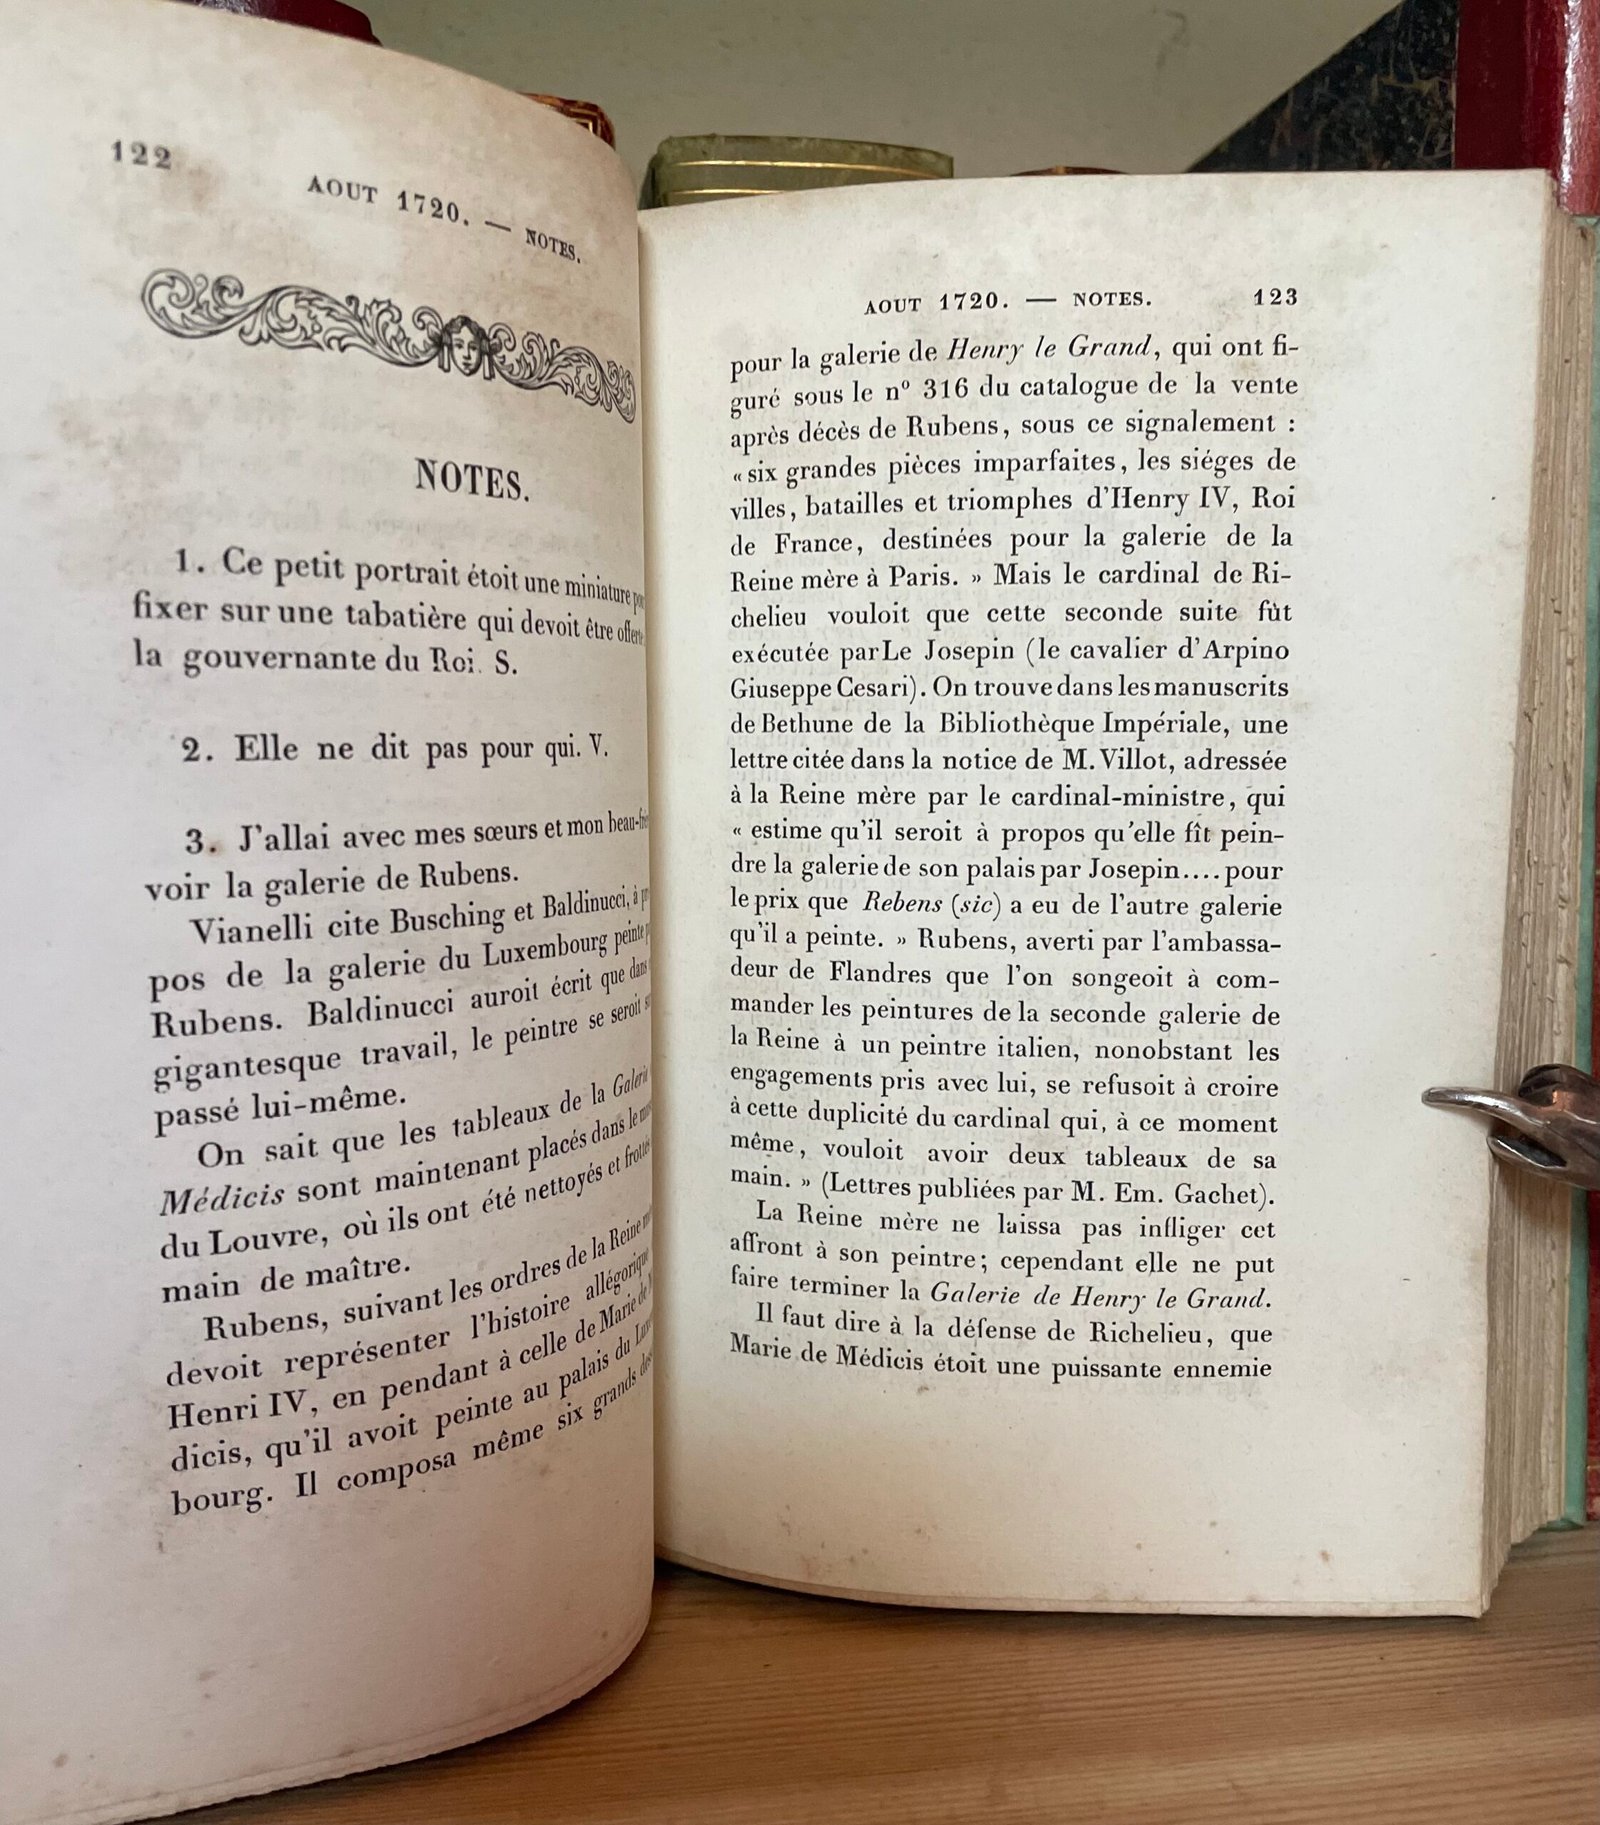 122
AOUT 1720. — NOTES.
NOTES.
1. Ce petit portrait étoit une miniature
fixer sur une tabatière qui devoit être
la gouvernante du Roi. S.
2. Elle ne dit pas pour qui. V.
3. J'allai avec mes sœurs et mon
voir la galerie de Rubens.
Vianelli cite Busching et Baldinucci, à
pos de la galerie du Luxembourg peinte
Rubens. Baldinucci auroit écrit que dans
gigantesque travail, le peintre se seroit
passé lui-même.
On sait que les tableaux de la Galerie
Médicis sont maintenant placés dans le
du Louvre, où ils ont été nettoyés et
main de maître.
Rubens, suivant les ordres de la Reine
devoit représenter l'histoire allégorique
Henri IV, en pendant à celle de Marie de
dicis, qu'il avoit peinte au palais du
bourg. Il composa même six grands
AOUT 1720. — NOTES. 123
pour la galerie de Henry le Grand, qui ont fi-
guré sous le nº 316 du catalogue de la vente
après décès de Rubens, sous ce signalement :
« six grandes pièces imparfaites, les siéges de
villes, batailles et triomphes d'Henry IV, Roi
de France, destinées pour la galerie de la
Reine mère à Paris. » Mais le cardinal de Ri-
chelieu vouloit que cette seconde suite fùt
exécutée par Le Josepin (le cavalier d'Arpino
Giuseppe Cesari). On trouve dans les manuscrits
de Bethune de la Bibliothèque Impériale, une
lettre citée dans la notice de M. Villot, adressée
à la Reine mère par le cardinal-ministre, qui
« estime qu'il seroit à propos qu'elle fît pein-
dre la galerie de son palais par Josepin.... pour
le prix que Rebens (sic) a eu de l'autre galerie
qu'il a peinte. » Rubens, averti par l'ambassa-
deur de Flandres que l'on songeoit à com-
mander les peintures de la seconde galerie de
la Reine à un peintre italien, nonobstant les
engagements pris avec lui, se refusoit à croire
à cette duplicité du cardinal qui, à ce moment
même, vouloit avoir deux tableaux de sa
main. » (Lettres publiées par M. Em. Gachet).
La Reine mère ne laissa pas infliger cet
affront à son peintre; cependant elle ne put
faire terminer la Galerie de Henry le Grand.
Il faut dire à la défense de Richelieu, que
Marie de Médicis étoit une puissante ennemie